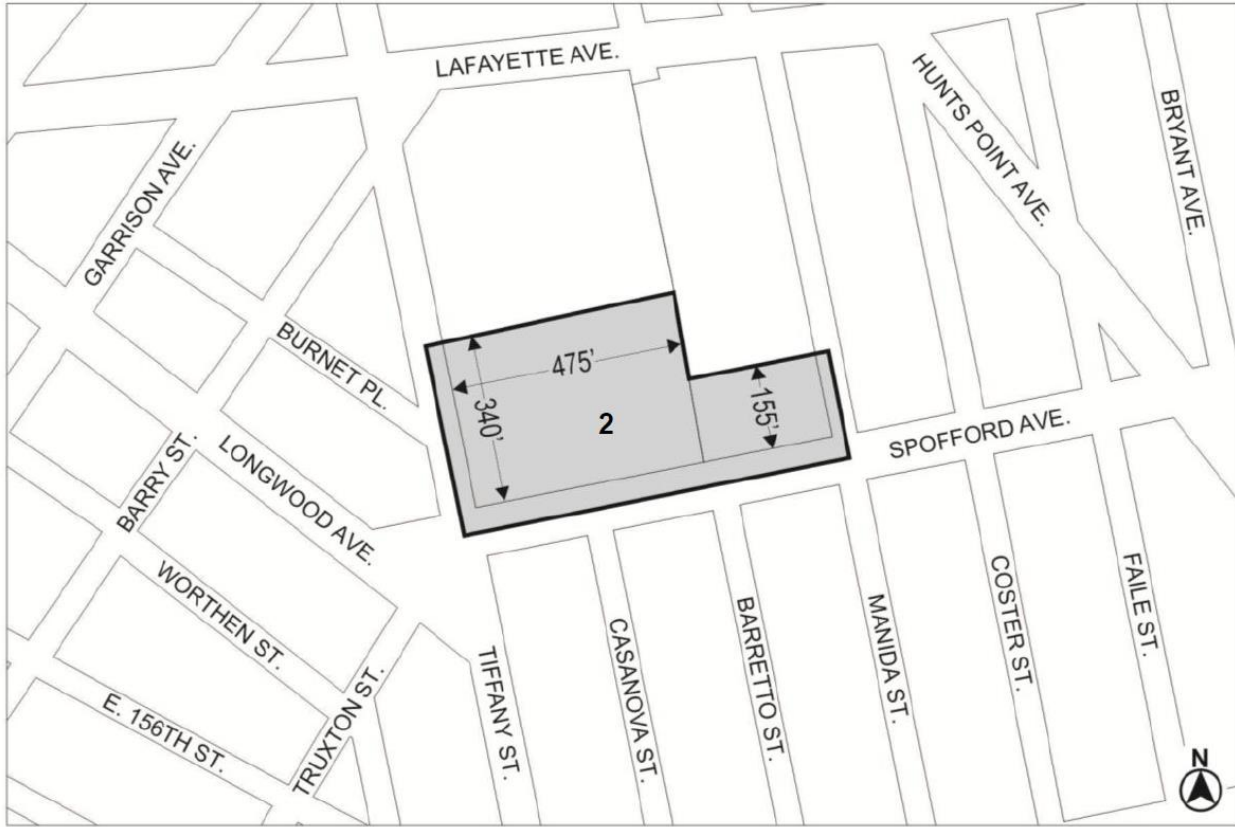 LAFAYETTE AVE.
HUNTS POINT AVE.
BRYANT AVE.
GARRISON AVE.
BURNET PL.
475'
340'
2
155'
SPOFFORD AVE.
LONGWOOD AVE.
BARRY ST.
WORTHEN ST.
E. 156TH ST.
TRUXTON ST.
TIFFANY ST.
CASANOVA ST.
BARRETTO ST.
MANIDA ST.
COSTER ST.
FAILE ST.
N